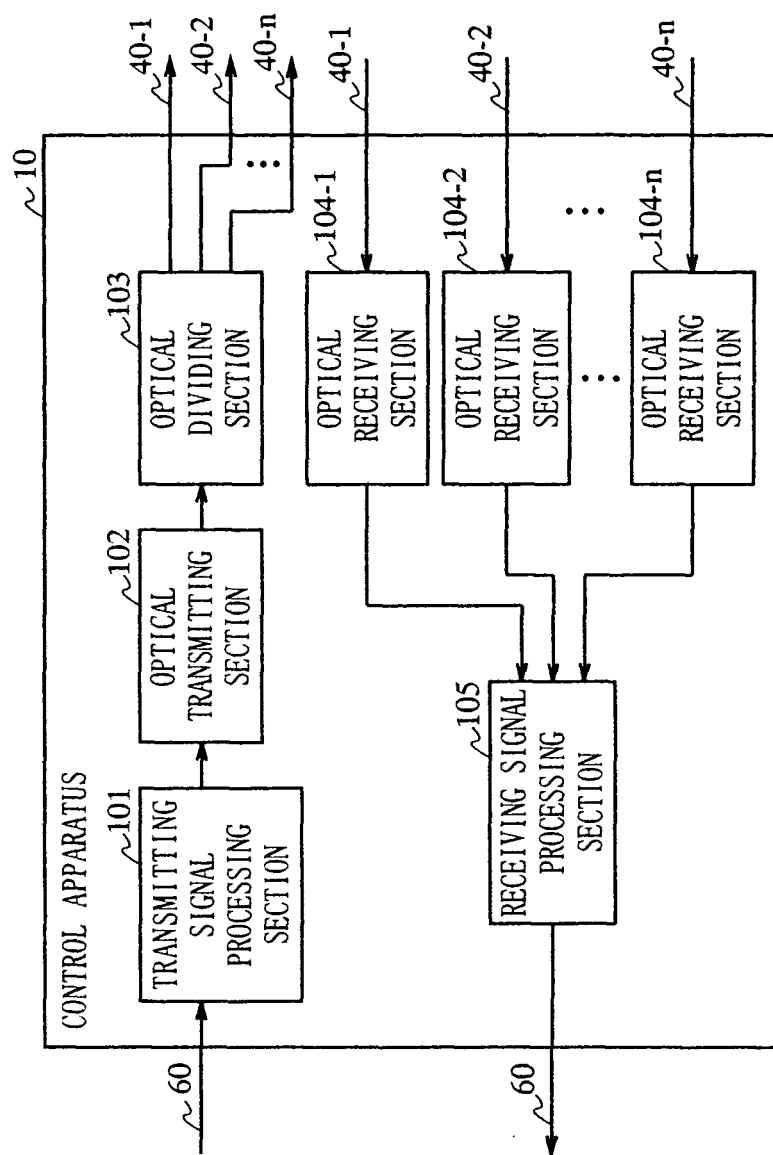 10
CONTROL APPARATUS
60
101
TRANSMITTING
SIGNAL
PROCESSING
SECTION
102
OPTICAL
TRANSMITTING
SECTION
103
OPTICAL
DIVIDING
SECTION
40-1
40-2
40-n
...
104-1
OPTICAL
RECEIVING
SECTION
40-1
104-2
OPTICAL
RECEIVING
SECTION
40-2
...
...
104-n
OPTICAL
RECEIVING
SECTION
40-n
105
RECEIVING SIGNAL
PROCESSING
SECTION
60